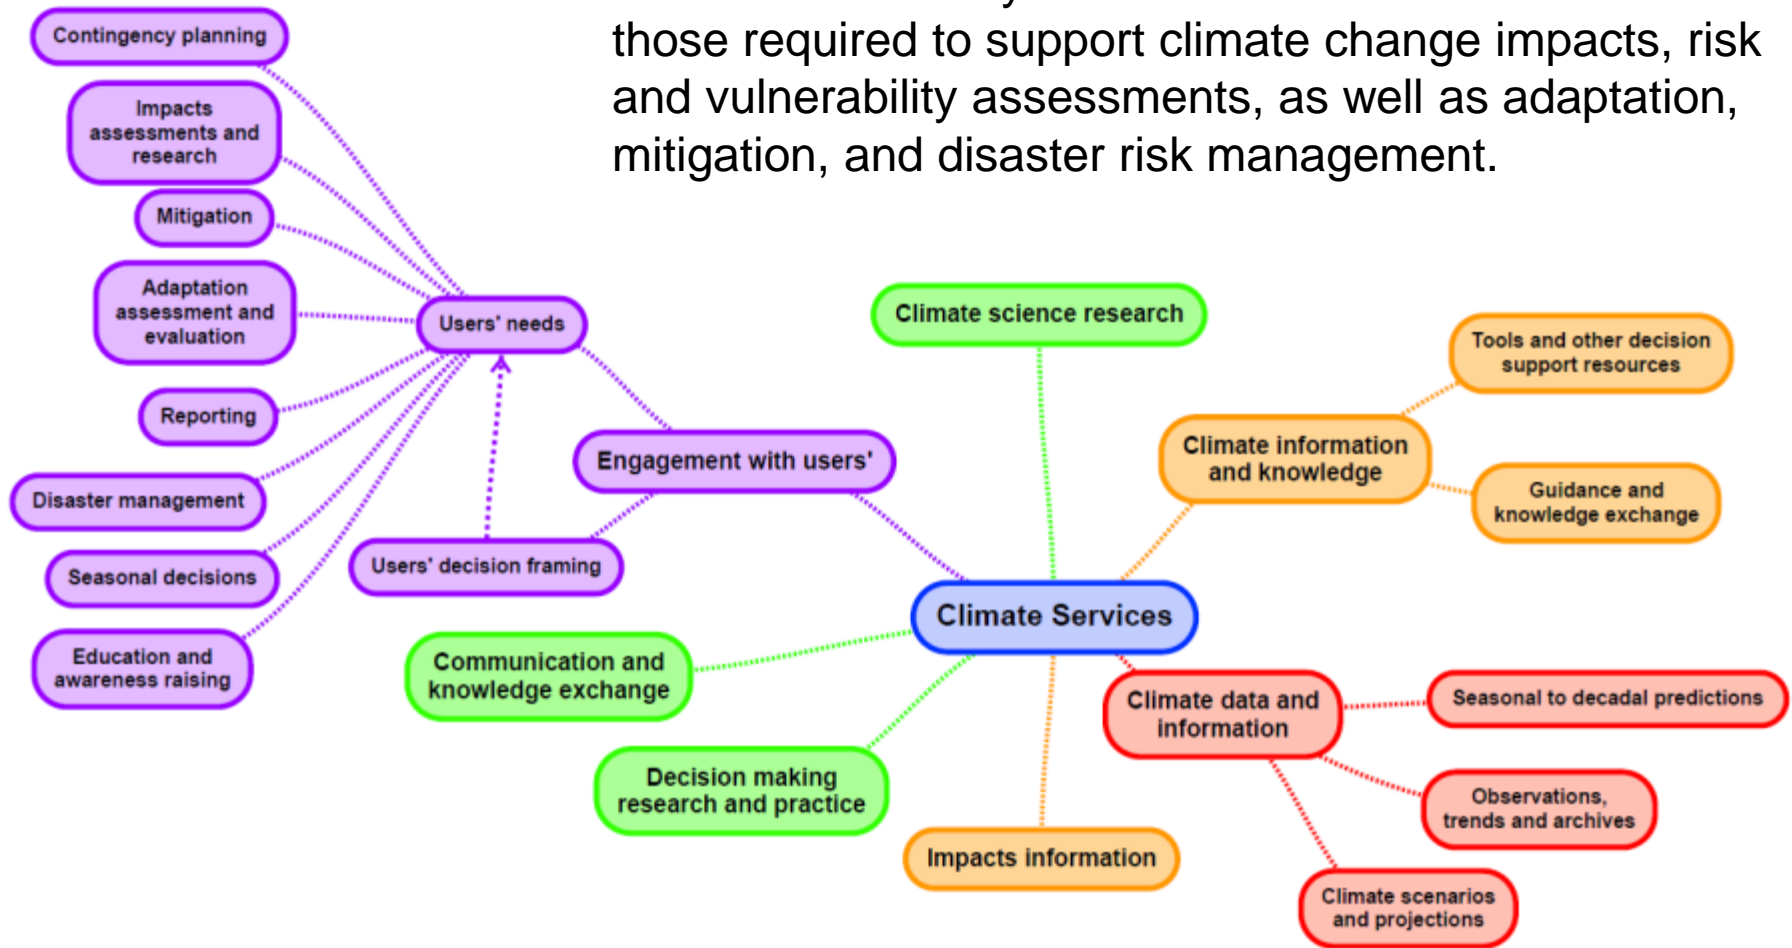 those required to support climate change impacts, risk
and vulnerability assessments, as well as adaptation,
mitigation, and disaster risk management.
Contingency planning
Impacts
assessments and
research
Mitigation
Adaptation
assessment and
evaluation
Reporting
Disaster management
Seasonal decisions
Education and
awareness raising
Users' needs
Engagement with users'
Users' decision framing
Climate science research
Climate information
and knowledge
Tools and other decision
support resources
Guidance and
knowledge exchange
Climate Services
Communication and
knowledge exchange
Decision making
research and practice
Impacts information
Climate data and
information
Seasonal to decadal predictions
Observations,
trends and archives
Climate scenarios
and projections